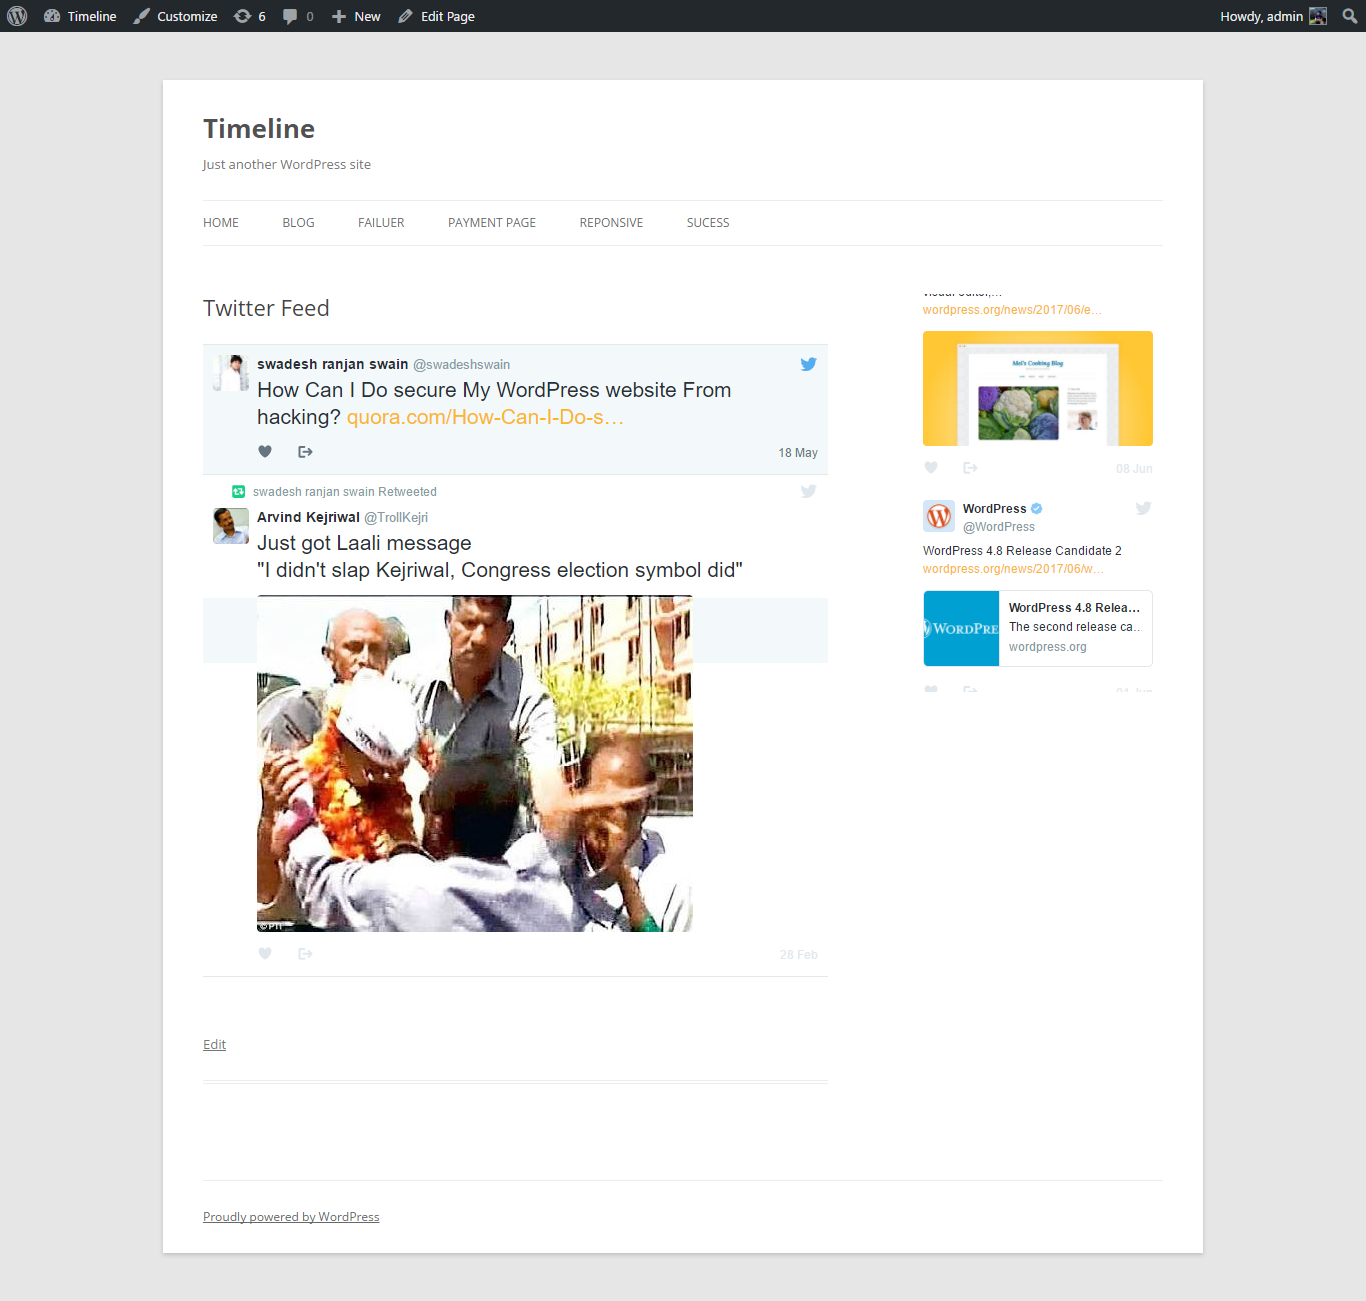 Timeline Customize 6 0 New Edit Page Howdy, admin
Timeline
Just another WordPress site
HOME BLOG FAILUER PAYMENT PAGE REPONSIVE SUCESS
Twitter Feed
swadesh ranjan swain @swadeshswain
How Can I Do secure My WordPress website From
hacking? quora.com/How-Can-I-Do-s…
18 May
swadesh ranjan swain Retweeted
Arvind Kejriwal @TrollKejri
Just got Laali message
"I didn't slap Kejriwal, Congress election symbol did"
© PTI
28 Feb
Edit
visual editor,…
wordpress.org/news/2017/06/e…
Mel's Cooking Blog
08 Jun
WordPress
@WordPress
WordPress 4.8 Release Candidate 2
wordpress.org/news/2017/06/w…
WORDPRE
WordPress 4.8 Relea…
The second release ca…
wordpress.org
01 Jun
Proudly powered by WordPress